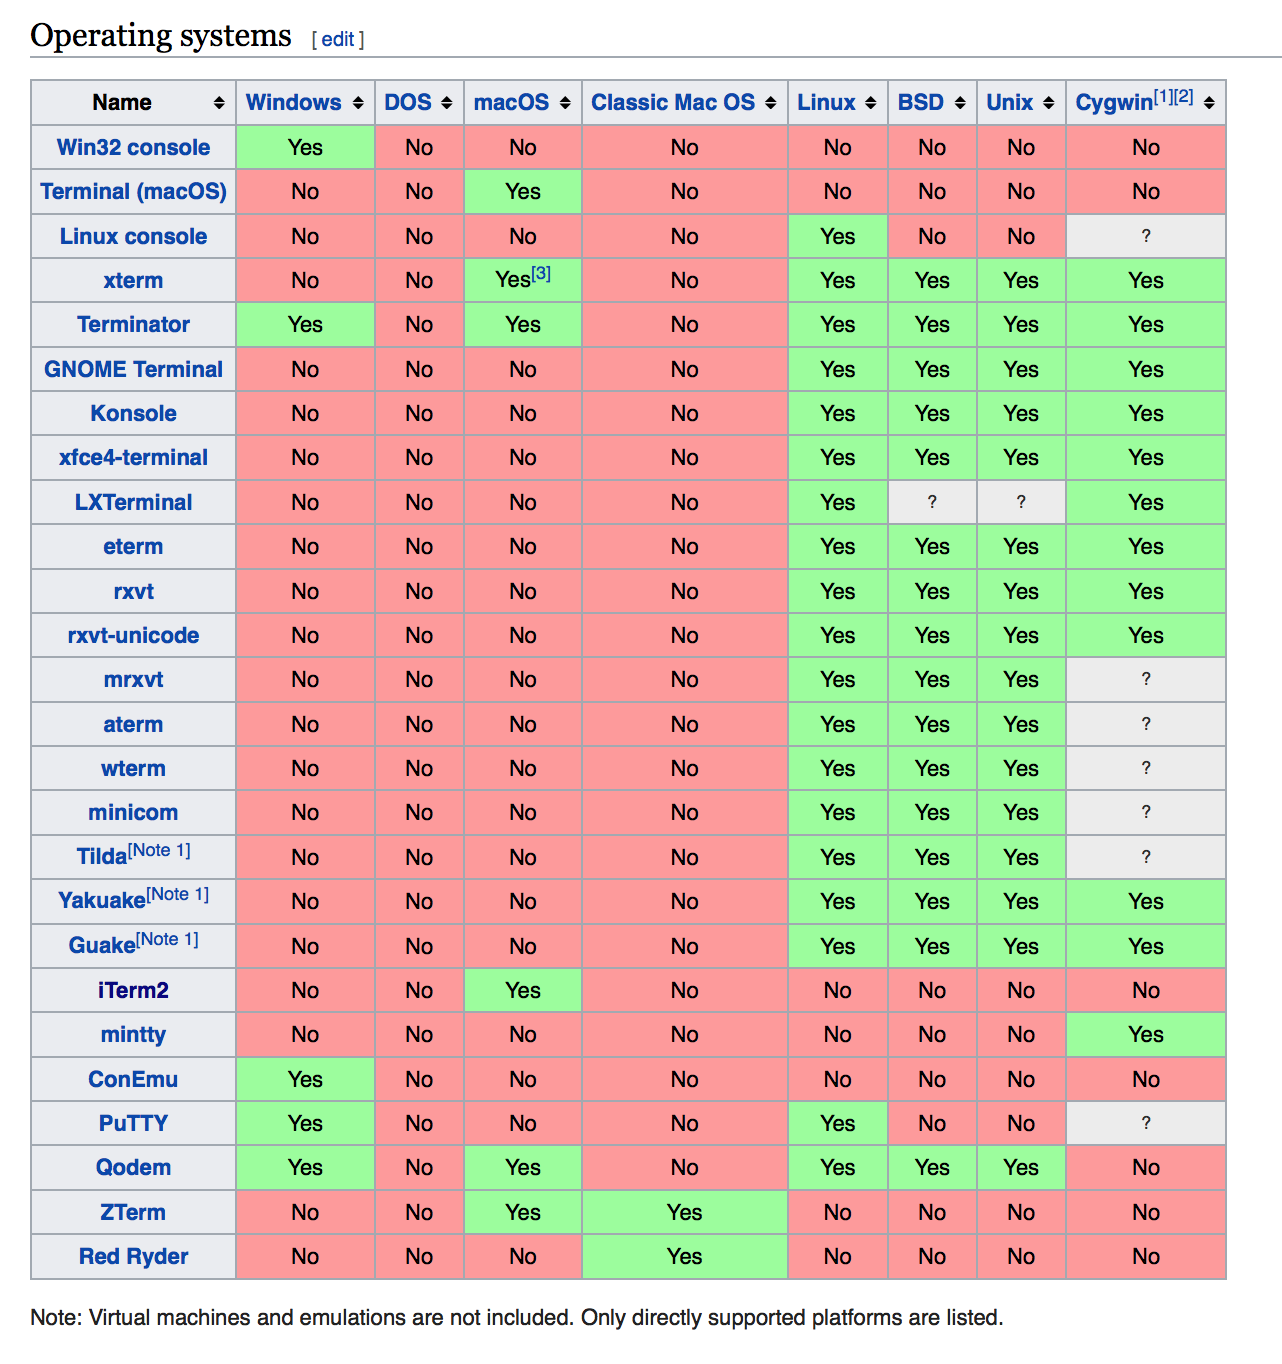 Operating systems [ edit ]
Name Windows DOS macOS Classic Mac OS Linux BSD Unix Cygwin[1][2]
Win32 console Yes No No No No No No No
Terminal (macOS) No No Yes No No No No No
Linux console No No No No Yes No No ?
xterm No No Yes[3] No Yes Yes Yes Yes
Terminator Yes No Yes No Yes Yes Yes Yes
GNOME Terminal No No No No Yes Yes Yes Yes
Konsole No No No No Yes Yes Yes Yes
xfce4-terminal No No No No Yes Yes Yes Yes
LXTerminal No No No No Yes ? ? Yes
eterm No No No No Yes Yes Yes Yes
rxvt No No No No Yes Yes Yes Yes
rxvt-unicode No No No No Yes Yes Yes Yes
mrxvt No No No No Yes Yes Yes ?
aterm No No No No Yes Yes Yes ?
wterm No No No No Yes Yes Yes ?
minicom No No No No Yes Yes Yes ?
Tilda[Note 1] No No No No Yes Yes Yes ?
Yakuake[Note 1] No No No No Yes Yes Yes Yes
Guake[Note 1] No No No No Yes Yes Yes Yes
iTerm2 No No Yes No No No No No
mintty No No No No No No No Yes
ConEmu Yes No No No No No No No
PuTTY Yes No No No Yes No No ?
Qodem Yes No Yes No Yes Yes Yes No
ZTerm No No Yes Yes No No No No
Red Ryder No No No Yes No No No No
Note: Virtual machines and emulations are not included. Only directly supported platforms are listed.